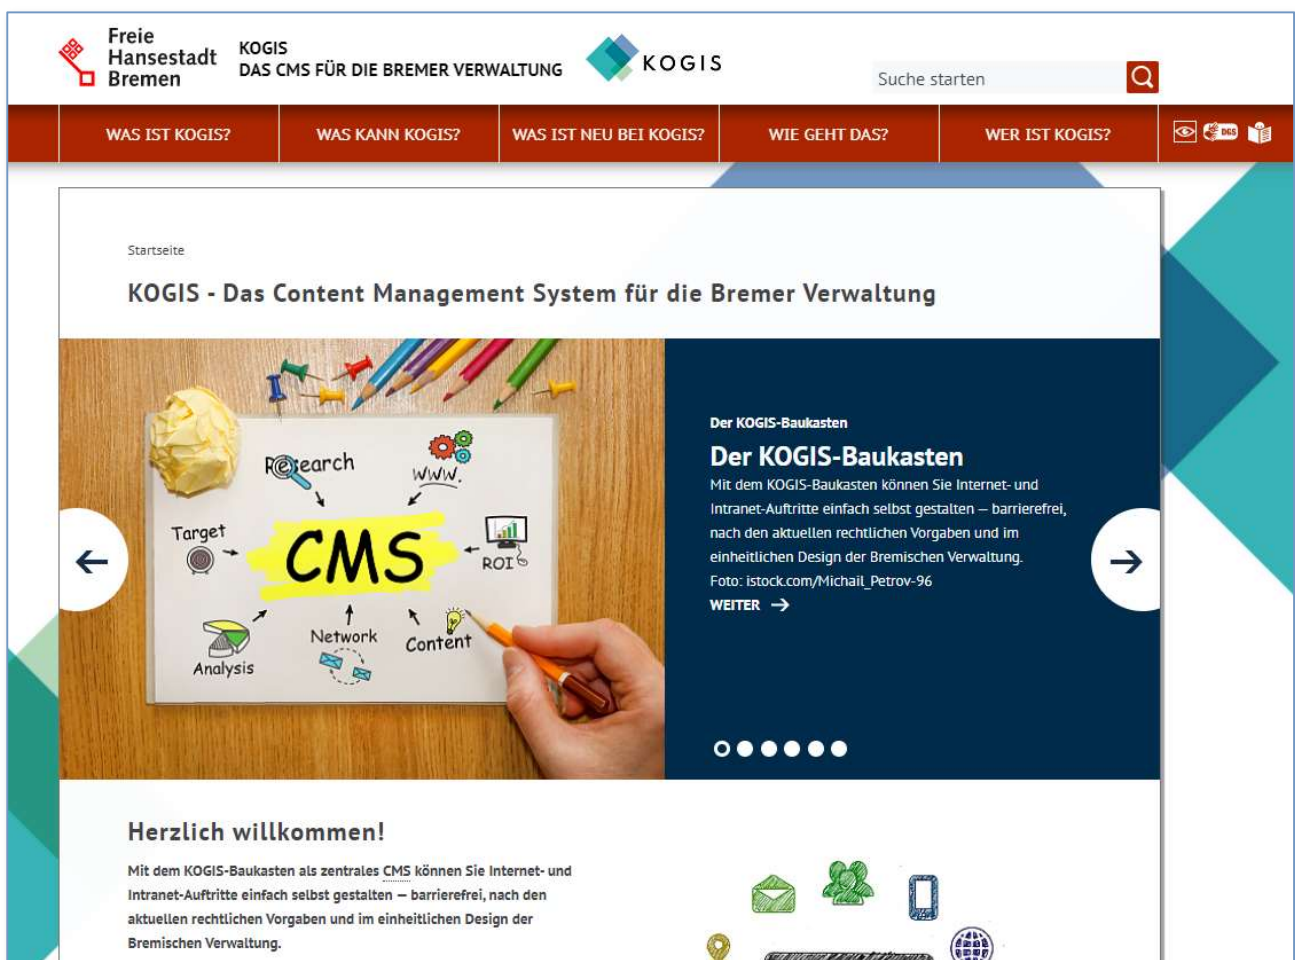 Freie
Hansestadt
Bremen
KOGIS
DAS CMS FÜR DIE BREMER VERWALTUNG
KOGIS
Suche starten
WAS IST KOGIS?
WAS KANN KOGIS?
WAS IST NEU BEI KOGIS?
WIE GEHT DAS?
WER IST KOGIS?
DGS
Startseite
KOGIS - Das Content Management System für die Bremer Verwaltung
Research
WWW.
Target
CMS
ROI
Analysis
Network
Content
Der KOGIS-Baukasten
Der KOGIS-Baukasten
Mit dem KOGIS-Baukasten können Sie Internet- und
Intranet-Auftritte einfach selbst gestalten – barrierefrei,
nach den aktuellen rechtlichen Vorgaben und im
einheitlichen Design der Bremischen Verwaltung.
Foto: istock.com/Michail_Petrov-96
WEITER →
Herzlich willkommen!
Mit dem KOGIS-Baukasten als zentrales CMS können Sie Internet- und
Intranet-Auftritte einfach selbst gestalten – barrierefrei, nach den
aktuellen rechtlichen Vorgaben und im einheitlichen Design der
Bremischen Verwaltung.